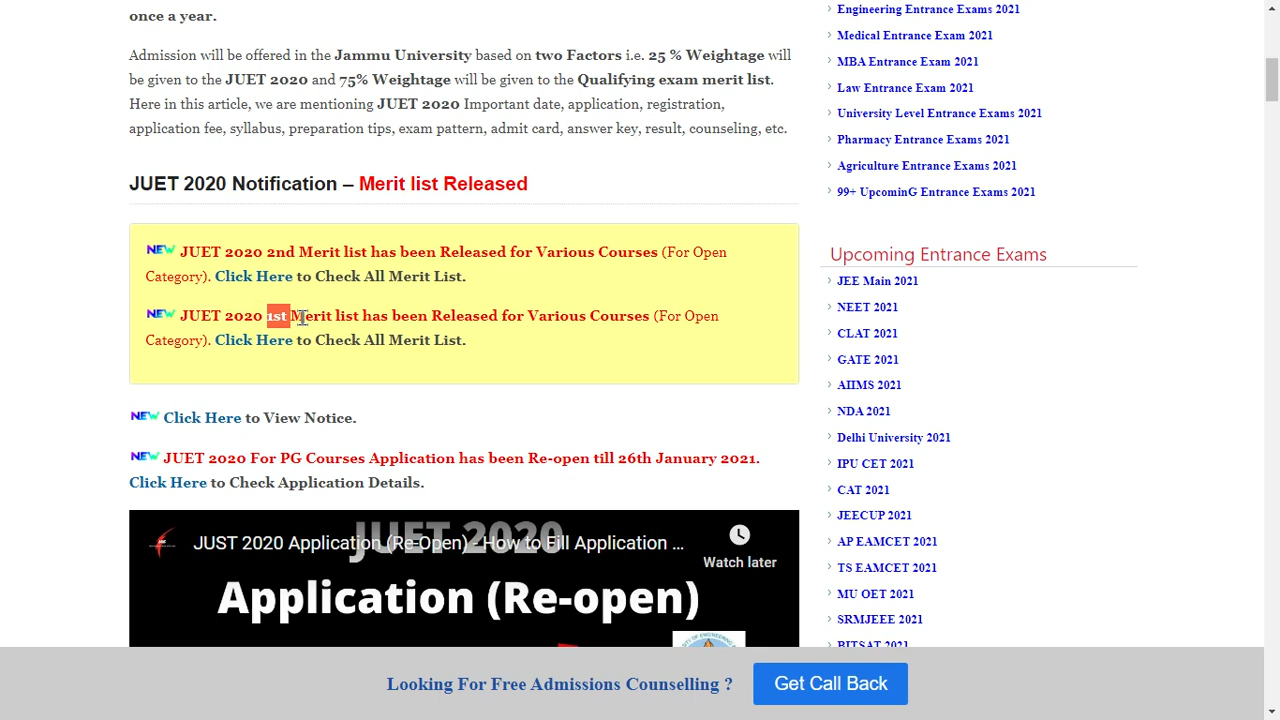 once a year.
Admission will be offered in the Jammu University based on two Factors i.e. 25 % Weightage will
be given to the JUET 2020 and 75% Weightage will be given to the Qualifying exam merit list.
Here in this article, we are mentioning JUET 2020 Important date, application, registration,
application fee, syllabus, preparation tips, exam pattern, admit card, answer key, result, counseling, etc.
JUET 2020 Notification – Merit list Released
NEW JUET 2020 2nd Merit list has been Released for Various Courses (For Open
Category). Click Here to Check All Merit List.
NEW JUET 2020 1st Merit list has been Released for Various Courses (For Open
Category). Click Here to Check All Merit List.
NEW Click Here to View Notice.
NEW JUET 2020 For PG Courses Application has been Re-open till 26th January 2021.
Click Here to Check Application Details.
JUET 2020
JUST 2020 Application (Re-Open) - How to Fill Application ...
Watch later
Application (Re-open)
Engineering Entrance Exams 2021
Medical Entrance Exam 2021
MBA Entrance Exam 2021
Law Entrance Exam 2021
University Level Entrance Exams 2021
Pharmacy Entrance Exams 2021
Agriculture Entrance Exams 2021
99+ UpcominG Entrance Exams 2021
Upcoming Entrance Exams
JEE Main 2021
NEET 2021
CLAT 2021
GATE 2021
AIIMS 2021
NDA 2021
Delhi University 2021
IPU CET 2021
CAT 2021
JEECUP 2021
AP EAMCET 2021
TS EAMCET 2021
MU OET 2021
SRMJEEE 2021
BITSAT 2021
Looking For Free Admissions Counselling ?
Get Call Back